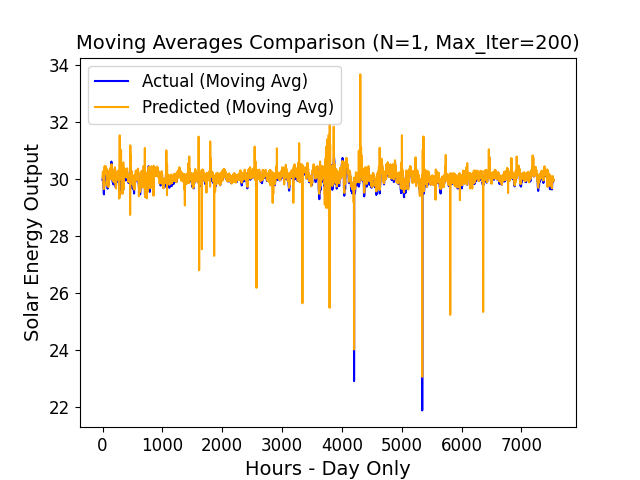 Moving Averages Comparison (N=1, Max_Iter=200)
Actual (Moving Avg)
Predicted (Moving Avg)
34
32
30
28
26
24
22
Solar Energy Output
0 1000 2000 3000 4000 5000 6000 7000
Hours - Day Only